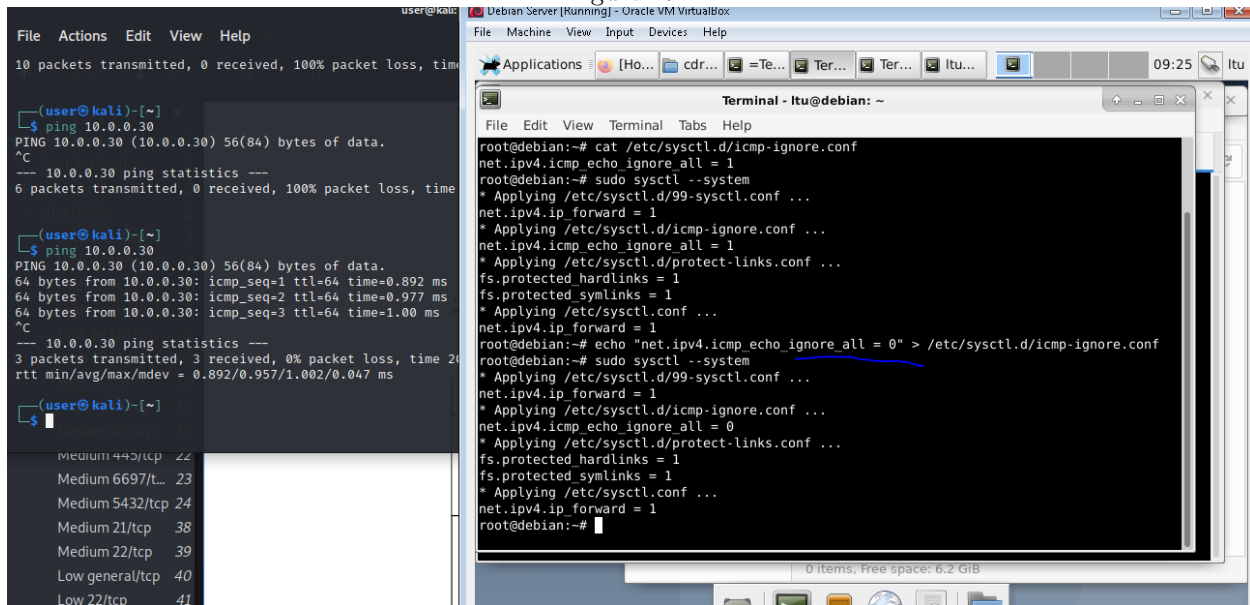 user@kali:
File Actions Edit View Help
10 packets transmitted, 0 received, 100% packet loss, time
(user㉿kali)-[~]
$ ping 10.0.0.30
PING 10.0.0.30 (10.0.0.30) 56(84) bytes of data.
^C
--- 10.0.0.30 ping statistics ---
6 packets transmitted, 0 received, 100% packet loss, time
(user㉿kali)-[~]
$ ping 10.0.0.30
PING 10.0.0.30 (10.0.0.30) 56(84) bytes of data.
64 bytes from 10.0.0.30: icmp_seq=1 ttl=64 time=0.892 ms
64 bytes from 10.0.0.30: icmp_seq=2 ttl=64 time=0.977 ms
64 bytes from 10.0.0.30: icmp_seq=3 ttl=64 time=1.00 ms
^C
--- 10.0.0.30 ping statistics ---
3 packets transmitted, 3 received, 0% packet loss, time 20
rtt min/avg/max/mdev = 0.892/0.957/1.002/0.047 ms
(user㉿kali)-[~]
$
Medium 445/tcp 22
Medium 6697/t... 23
Medium 5432/tcp 24
Medium 21/tcp 38
Medium 22/tcp 39
Low general/tcp 40
Low 22/tcp 41
Debian Server [Running] - Oracle VM VirtualBox
File Machine View Input Devices Help
Applications [Ho... cdr... =Te... Ter... Ter... ltu... 09:25 ltu
Terminal - ltu@debian: ~
File Edit View Terminal Tabs Help
root@debian:~# cat /etc/sysctl.d/icmp-ignore.conf
net.ipv4.icmp_echo_ignore_all = 1
root@debian:~# sudo sysctl --system
* Applying /etc/sysctl.d/99-sysctl.conf ...
net.ipv4.ip_forward = 1
* Applying /etc/sysctl.d/icmp-ignore.conf ...
net.ipv4.icmp_echo_ignore_all = 1
* Applying /etc/sysctl.d/protect-links.conf ...
fs.protected_hardlinks = 1
fs.protected_symlinks = 1
* Applying /etc/sysctl.conf ...
net.ipv4.ip_forward = 1
root@debian:~# echo "net.ipv4.icmp_echo_ignore_all = 0" > /etc/sysctl.d/icmp-ignore.conf
root@debian:~# sudo sysctl --system
* Applying /etc/sysctl.d/99-sysctl.conf ...
net.ipv4.ip_forward = 1
* Applying /etc/sysctl.d/icmp-ignore.conf ...
net.ipv4.icmp_echo_ignore_all = 0
* Applying /etc/sysctl.d/protect-links.conf ...
fs.protected_hardlinks = 1
fs.protected_symlinks = 1
* Applying /etc/sysctl.conf ...
net.ipv4.ip_forward = 1
root@debian:~#
0 items, Free space: 6.2 GiB